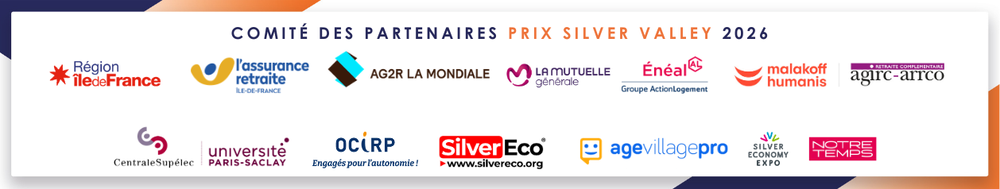 COMITÉ DES PARTENAIRES PRIX SILVER VALLEY 2026
Région
îledeFrance
l'assurance
retraite
ÎLE-DE-FRANCE
AG2R LA MONDIALE
LA MUTUELLE
générale
Énéal
AL
Groupe ActionLogement
malakoff
humanis
RETRAITE COMPLÉMENTAIRE
agirc-arrco
CentraleSupélec
université
PARIS-SACLAY
OCIRP
Engagés pour l'autonomie !
SilverEco®
www.silvereco.org
agevillagepro
SILVER
ECONOMY
EXPO
NOTRE
TEMPS